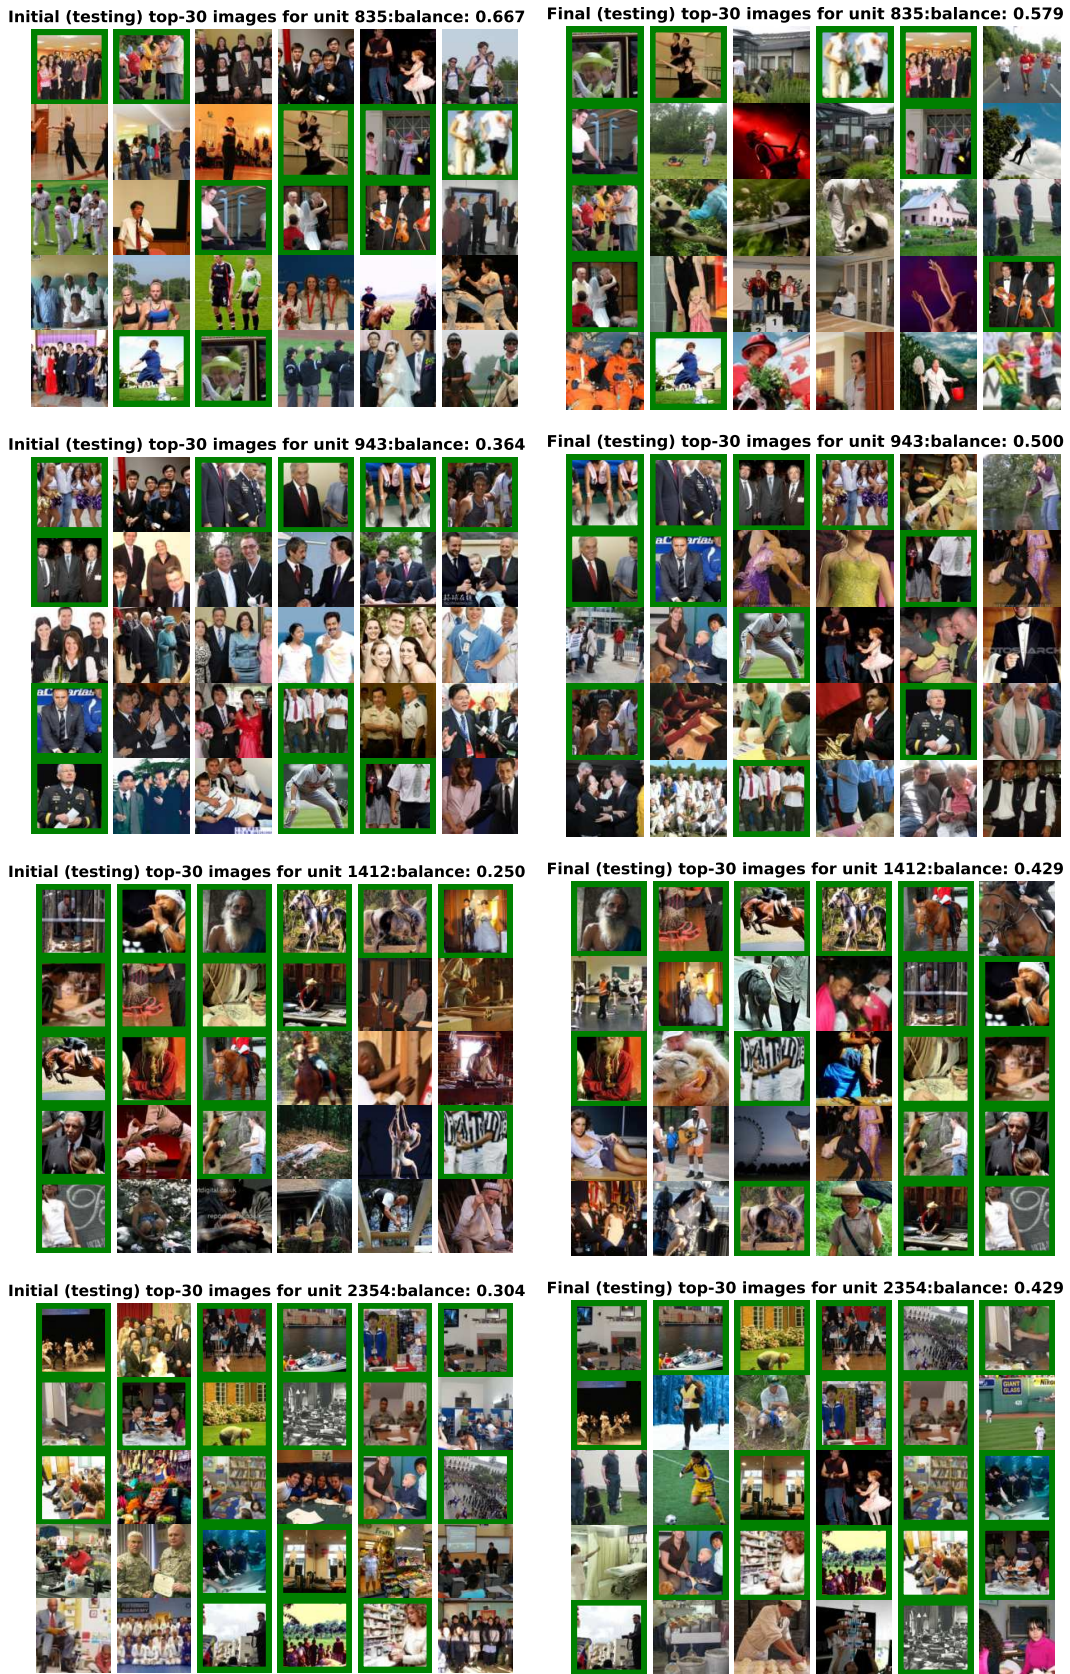 Initial (testing) top-30 images for unit 835:balance: 0.667
Final (testing) top-30 images for unit 835:balance: 0.579
Initial (testing) top-30 images for unit 943:balance: 0.364
Final (testing) top-30 images for unit 943:balance: 0.500
FOTOSEARCH
Initial (testing) top-30 images for unit 1412:balance: 0.250
Final (testing) top-30 images for unit 1412:balance: 0.429
Initial (testing) top-30 images for unit 2354:balance: 0.304
Final (testing) top-30 images for unit 2354:balance: 0.429
GIANT
GLASS
ACADEMY